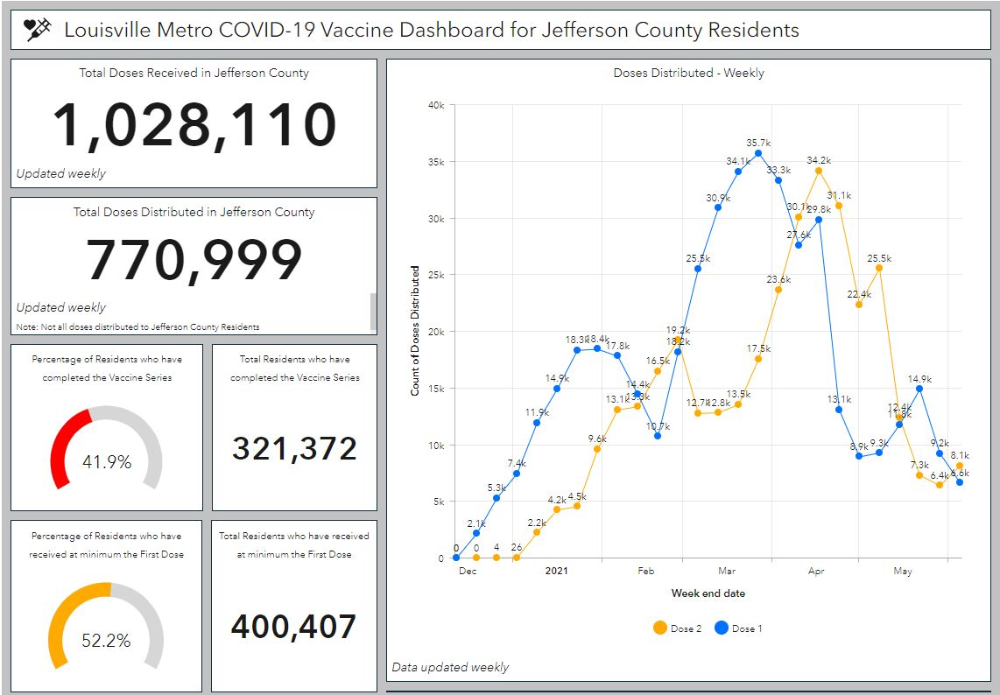 Louisville Metro COVID-19 Vaccine Dashboard for Jefferson County Residents
Total Doses Received in Jefferson County
1,028,110
Updated weekly
Total Doses Distributed in Jefferson County
770,999
Updated weekly
Note: Not all doses distributed to Jefferson County Residents
Percentage of Residents who have
completed the Vaccine Series
41.9%
Total Residents who have
completed the Vaccine Series
321,372
Percentage of Residents who have
received at minimum the First Dose
52.2%
Total Residents who have received
at minimum the First Dose
400,407
Doses Distributed - Weekly
Count of Doses Distributed
40k
35k
30k
25k
20k
15k
10k
5k
0
0
2.1k
5.3k
7.4k
11.9k
14.9k
18.3k
18.4k
17.8k
14.4k
10.7k
18.2k
25.5k
30.9k
34.1k
35.7k
33.3k
27.6k
29.8k
13.1k
8.9k
9.3k
11.8k
14.9k
9.2k
6.6k
0
4
26
2.2k
4.2k
4.5k
9.6k
13.1k
16.5k
19.2k
12.7k
12.8k
13.5k
17.5k
23.6k
30.1k
34.2k
31.1k
22.4k
25.5k
12.4k
7.3k
6.4k
8.1k
Dec
2021
Feb
Mar
Apr
May
Week end date
Dose 2
Dose 1
Data updated weekly